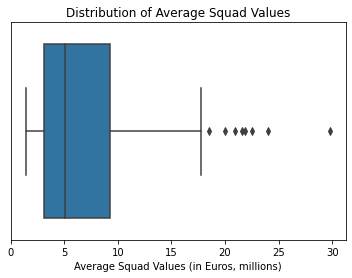 Distribution of Average Squad Values
0 5 10 15 20 25 30
Average Squad Values (in Euros, millions)